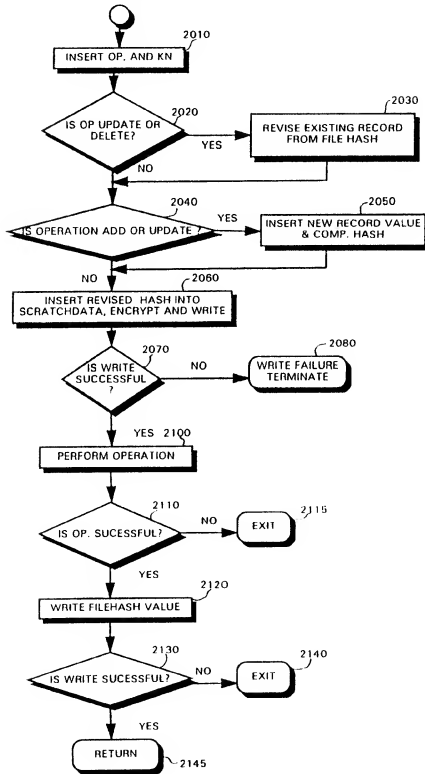 2010
INSERT OP. AND KN
2020
IS OP UPDATE OR
DELETE?
YES
NO
2030
REVISE EXISTING RECORD
FROM FILE HASH
2040
IS OPERATION ADD OR UPDATE ?
YES
NO
2050
INSERT NEW RECORD VALUE
& COMP. HASH
2060
INSERT REVISED HASH INTO
SCRATCHDATA, ENCRYPT AND WRITE
2070
IS WRITE
SUCCESSFUL
?
NO
YES
2080
WRITE FAILURE
TERMINATE
2100
PERFORM OPERATION
2110
IS OP. SUCESSFUL?
NO
YES
2115
EXIT
2120
WRITE FILEHASH VALUE
2130
IS WRITE SUCESSFUL?
NO
YES
2140
EXIT
RETURN
2145